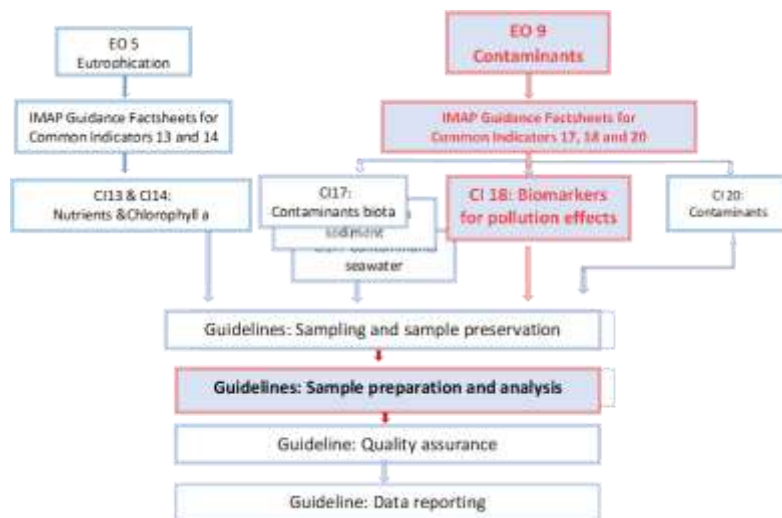 EO 5
Eutrophication
EO 9
Contaminants
IMAP Guidance Factsheets for
Common Indicators 13 and 14
IMAP Guidance Factsheets for
Common Indicators 17, 18 and 20
CI13 & CI14:
Nutrients &Chlorophyll a
CI17:
Contaminants biota
sediment
seawater
CI 18: Biomarkers
for pollution effects
CI 20:
Contaminants
Guidelines: Sampling and sample preservation
Guidelines: Sample preparation and analysis
Guideline: Quality assurance
Guideline: Data reporting